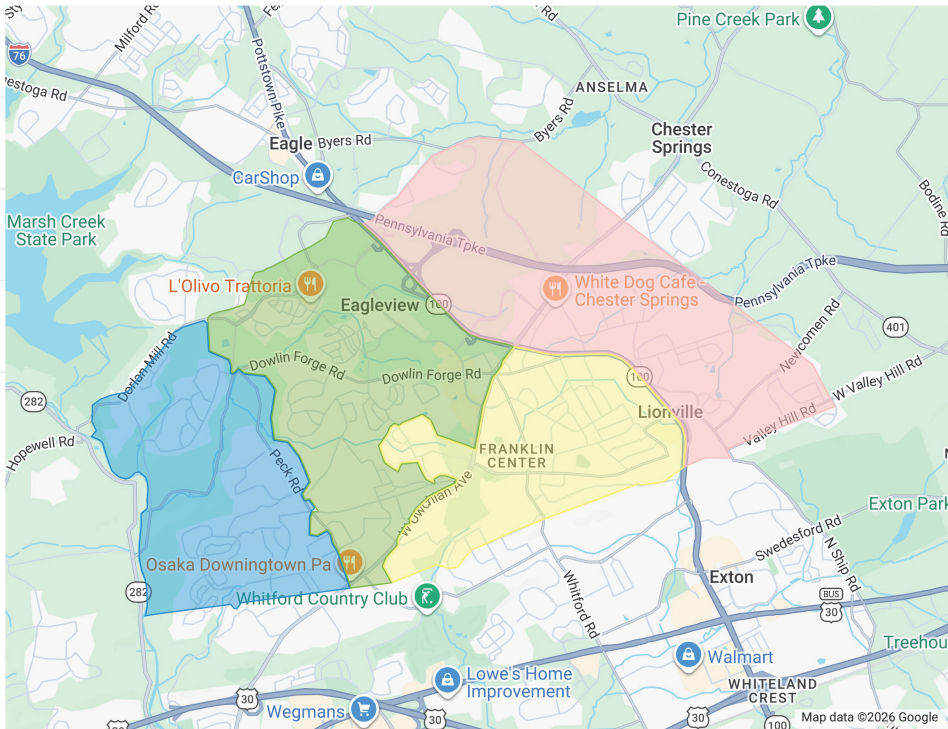 Pine Creek Park
76
Milford Rd
Pottstown Pike
Rd
ANSELMA
Byers Rd
Eagle
Byers Rd
CarShop
Chester
Springs
Conestoga Rd
Marsh Creek
State Park
Pennsylvania Tpke
L'Olivo Trattoria
Eagleview
100
White Dog Cafe -
Chester Springs
Pennsylvania Tpke
Newcomen Rd
401
Dorlan Mill Rd
Dowlin Forge Rd
Dowlin Forge Rd
100
W Valley Hill Rd
282
Lionville
Valley Hill Rd
Hopewell Rd
Peck Rd
FRANKLIN
CENTER
W Uwchlan Ave
Exton Park
Swedesford Rd
N Ship Rd
Osaka Downingtown Pa
Whitford Country Club
Whitford Rd
Exton
282
BUS
30
Treehou
Walmart
Lowe's Home
Improvement
WHITELAND
CREST
30
Wegmans
30
30
100
30
Map data ©2026 Google